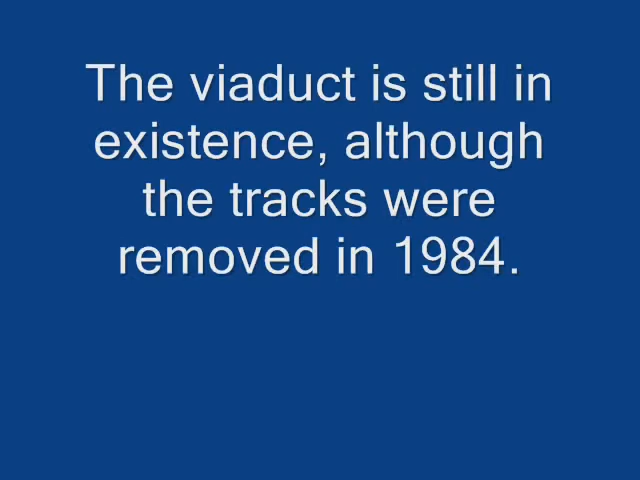 The viaduct is still in
existence, although
the tracks were
removed in 1984.